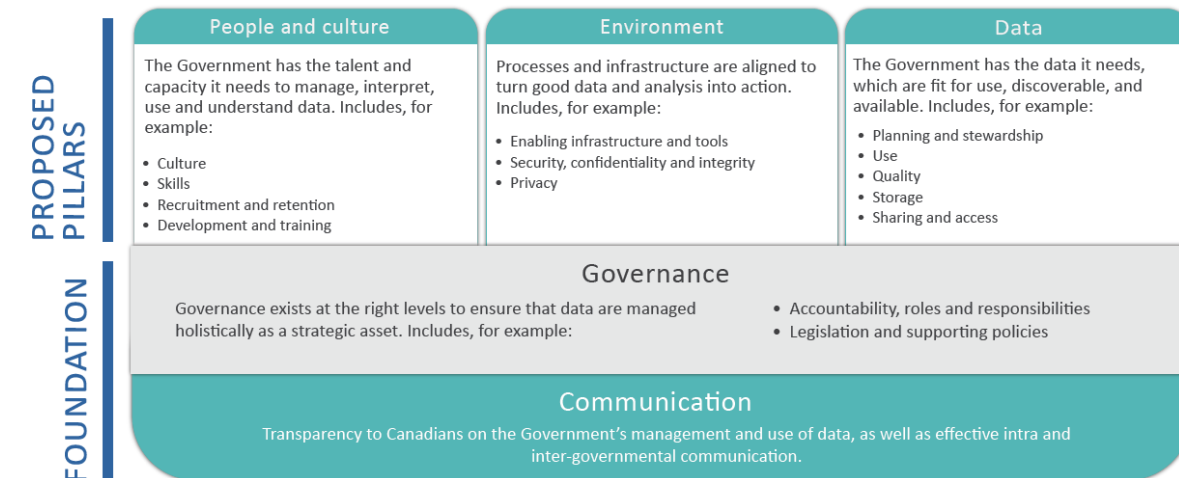 PROPOSED
PILLARS
People and culture
The Government has the talent and
capacity it needs to manage, interpret,
use and understand data. Includes, for
example:
• Culture
• Skills
• Recruitment and retention
• Development and training
Environment
Processes and infrastructure are aligned to
turn good data and analysis into action.
Includes, for example:
• Enabling infrastructure and tools
• Security, confidentiality and integrity
• Privacy
Data
The Government has the data it needs,
which are fit for use, discoverable, and
available. Includes, for example:
• Planning and stewardship
• Use
• Quality
• Storage
• Sharing and access
FOUNDATION
Governance
Governance exists at the right levels to ensure that data are managed
holistically as a strategic asset. Includes, for example:
• Accountability, roles and responsibilities
• Legislation and supporting policies
Communication
Transparency to Canadians on the Government’s management and use of data, as well as effective intra and
inter-governmental communication.